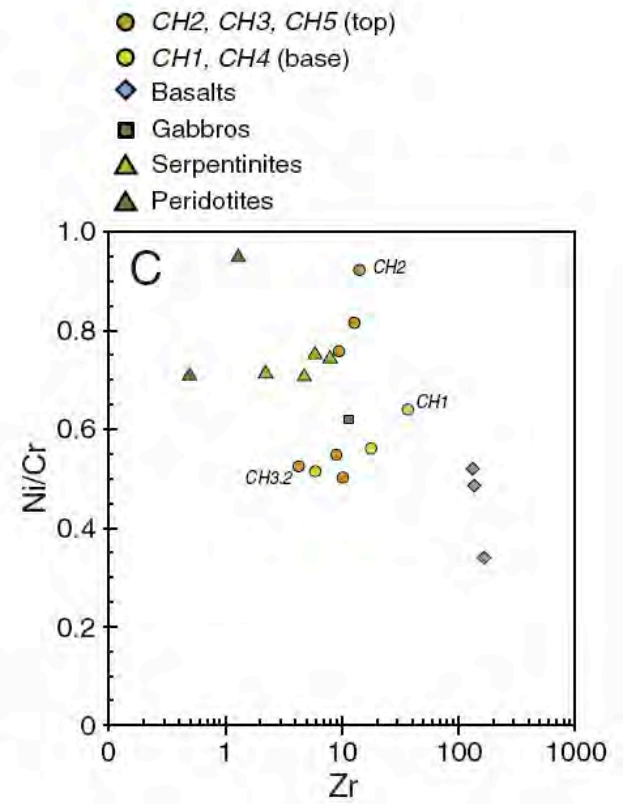 CH2, CH3, CH5 (top)
CH1, CH4 (base)
Basalts
Gabbros
Serpentinites
Peridotites
1.0
C
CH2
0.8
CH1
0.6
Ni/Cr
CH3.2
0.4
0.2
0
0 1 10 100 1000
Zr